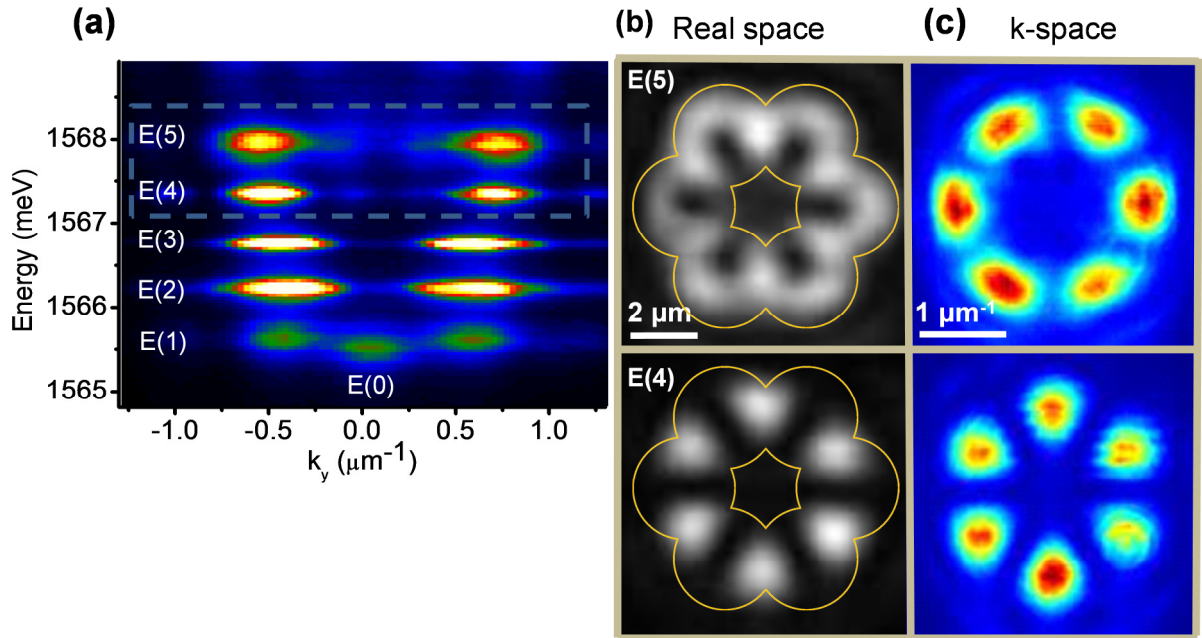 (a)
Energy (meV)
1568
1567
1566
1565
E(5)
E(4)
E(3)
E(2)
E(1)
E(0)
-1.0 -0.5 0.0 0.5 1.0
k_y (μm⁻¹)
(b) Real space
E(5)
2 μm
E(4)
(c) k-space
1 μm⁻¹